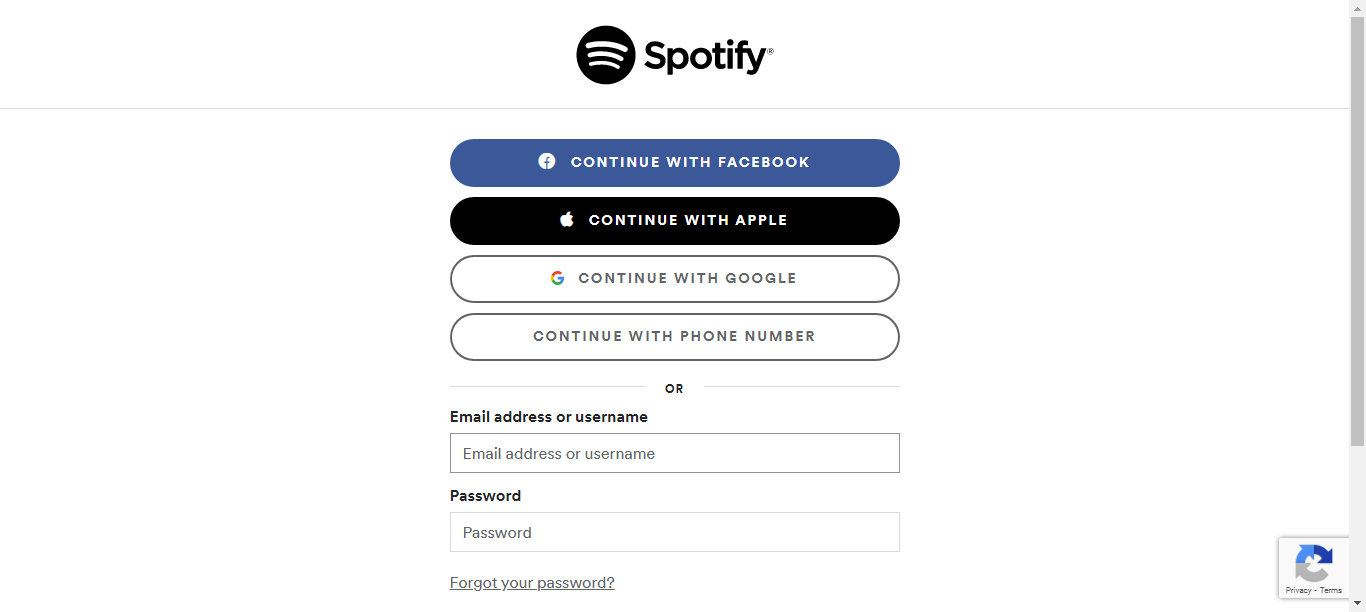 Spotify®
CONTINUE WITH FACEBOOK
CONTINUE WITH APPLE
CONTINUE WITH GOOGLE
CONTINUE WITH PHONE NUMBER
OR
Email address or username
Email address or username
Password
Password
Forgot your password?
Privacy - Terms